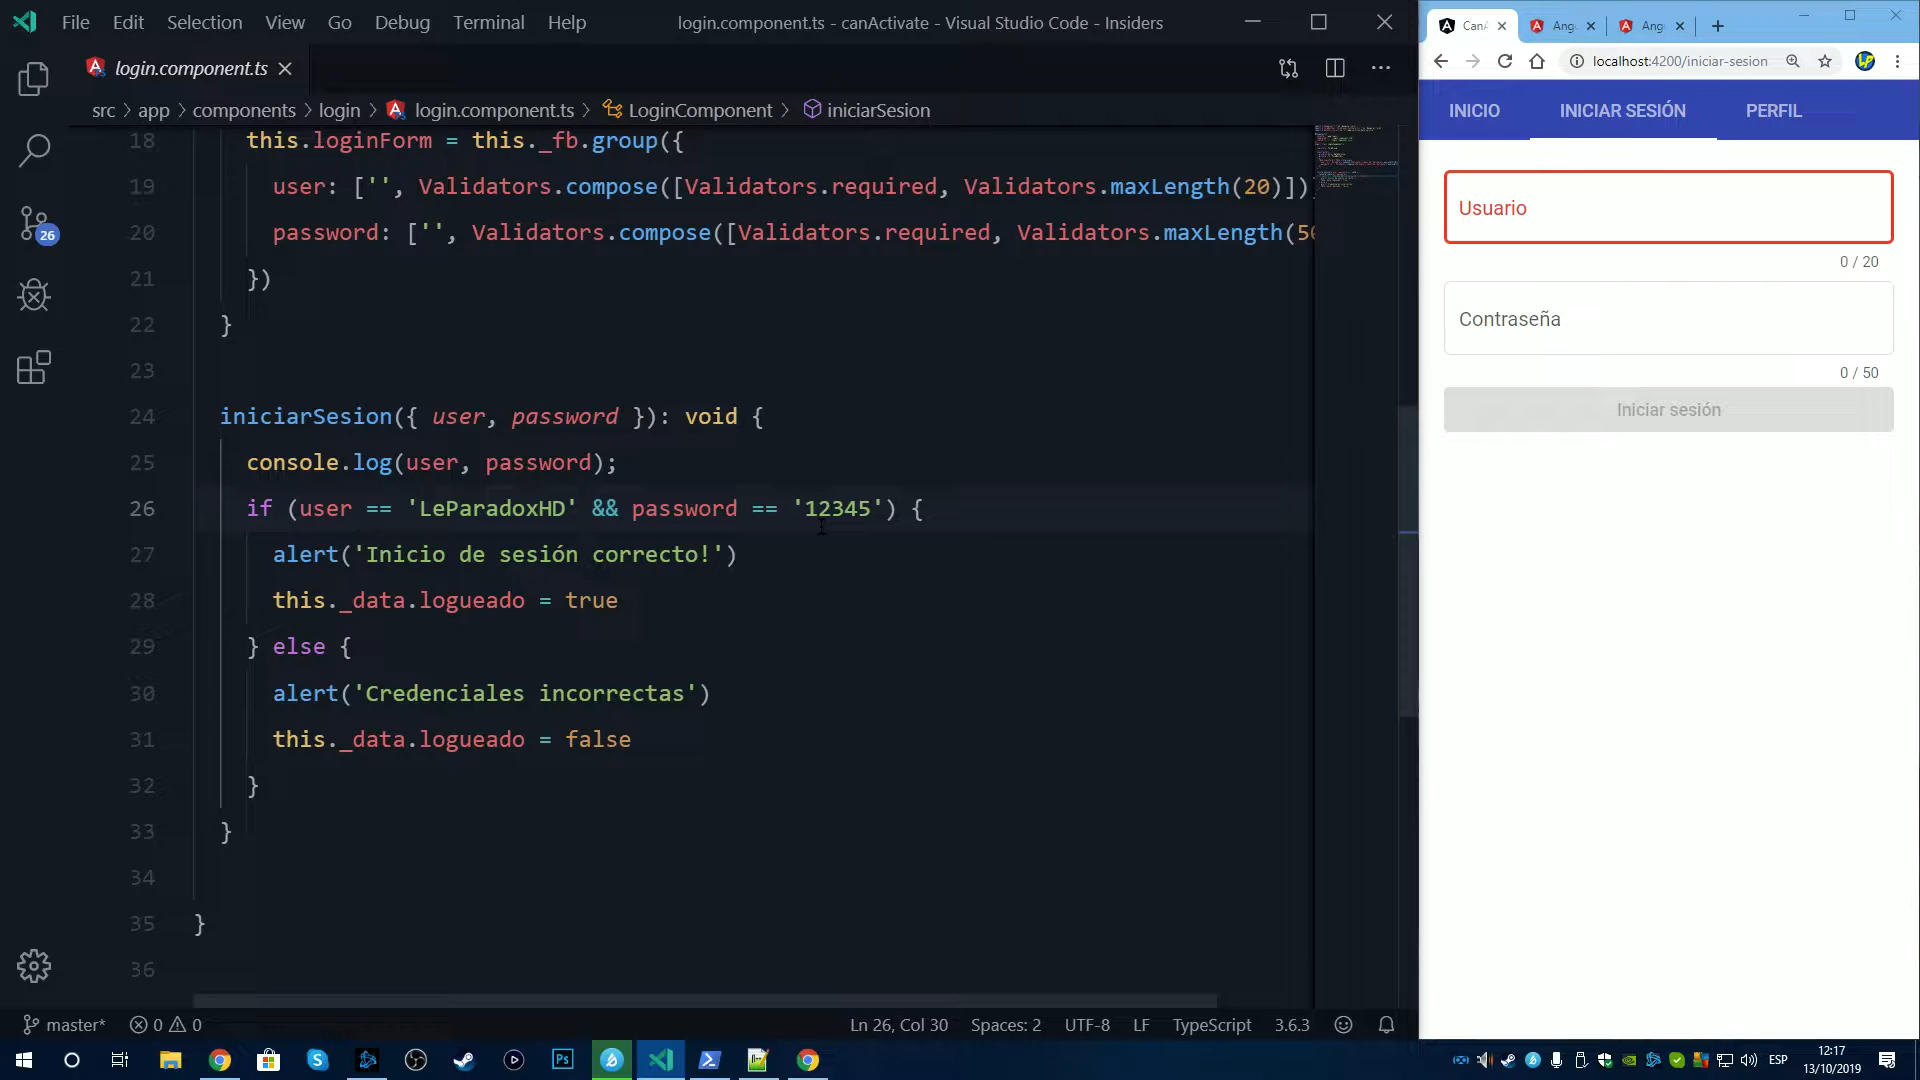 File Edit Selection View Go Debug Terminal Help
login.component.ts - canActivate - Visual Studio Code - Insiders
login.component.ts
src > app > components > login > login.component.ts > LoginComponent > iniciarSesion
18 this.loginForm = this._fb.group({
19 user: ['', Validators.compose([Validators.required, Validators.maxLength(20)])
20 password: ['', Validators.compose([Validators.required, Validators.maxLength(50
21 })
22 }
23
24 iniciarSesion({ user, password }): void {
25 console.log(user, password);
26 if (user == 'LeParadoxHD' && password == '12345') {
27 alert('Inicio de sesión correcto!')
28 this._data.logueado = true
29 } else {
30 alert('Credenciales incorrectas')
31 this._data.logueado = false
32 }
33 }
34
35 }
36
26
master* 0 0
Ln 26, Col 30 Spaces: 2 UTF-8 LF TypeScript 3.6.3
CanA
Ang
Ang
localhost:4200/iniciar-sesion
INICIO INICIAR SESIÓN PERFIL
Usuario
0 / 20
Contraseña
0 / 50
Iniciar sesión
Ps
ESP
12:17
13/10/2019